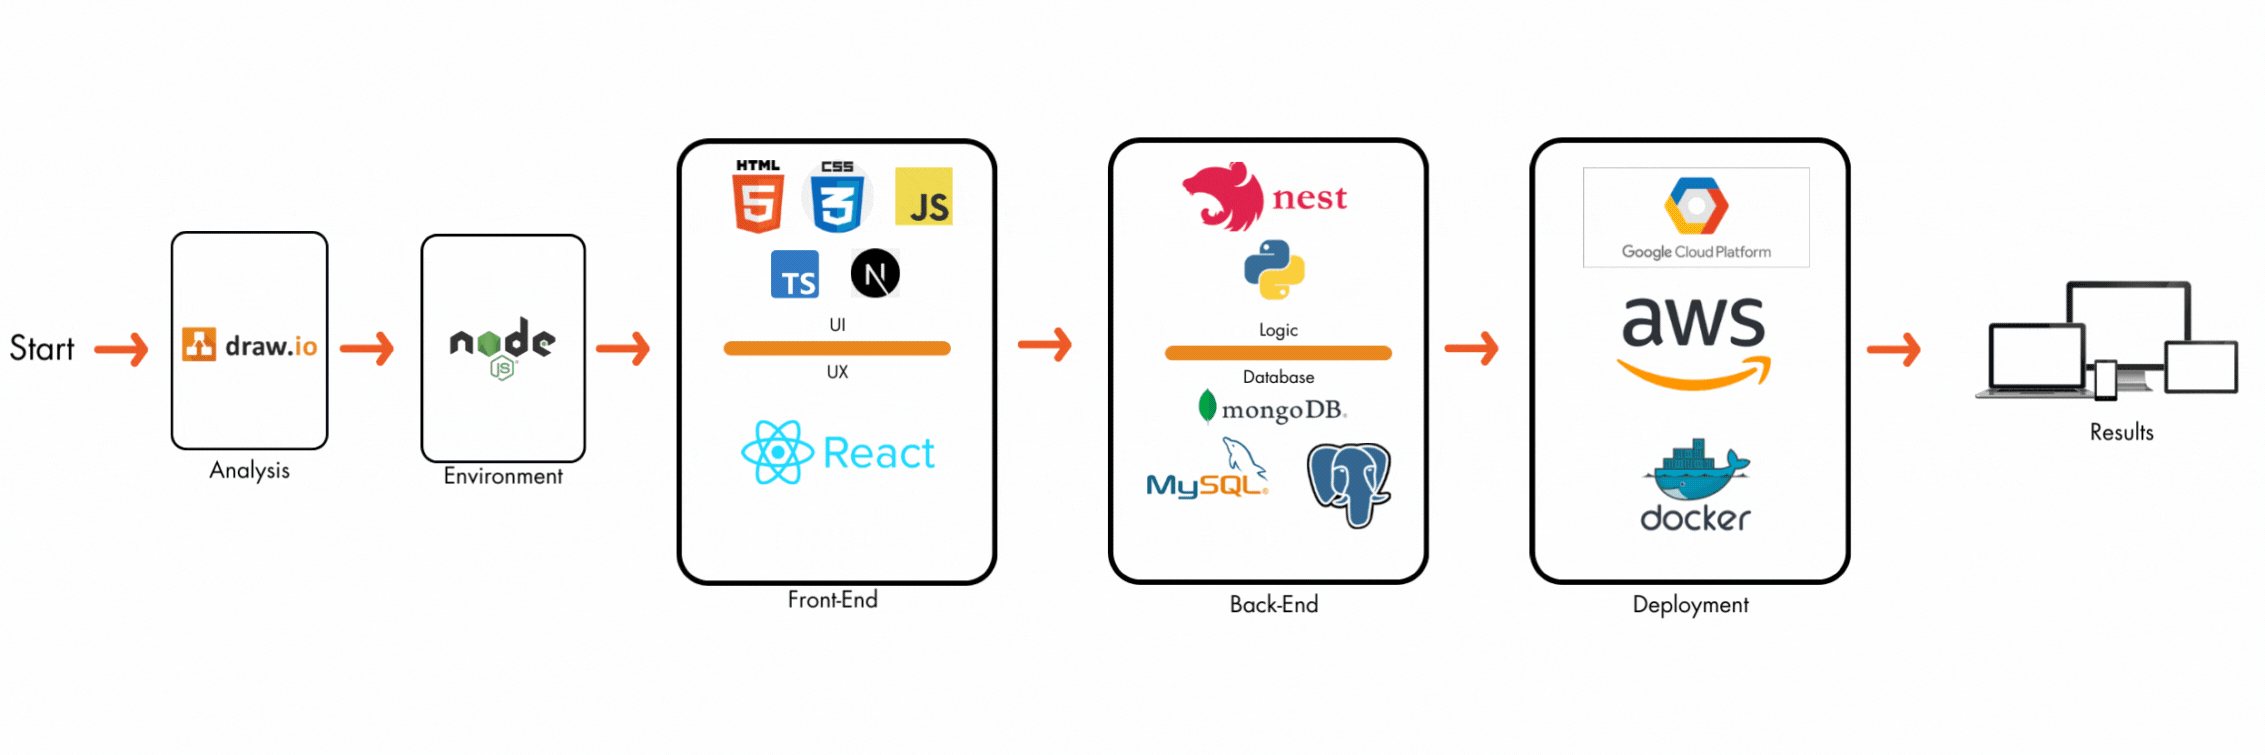 Start
draw.io
Analysis
node
JS
Environment
HTML
5
CSS
3
JS
TS
N
UI
UX
React
Front-End
nest
Logic
Database
mongoDB.
MySQL®
Back-End
Google Cloud Platform
aws
docker
Deployment
Results